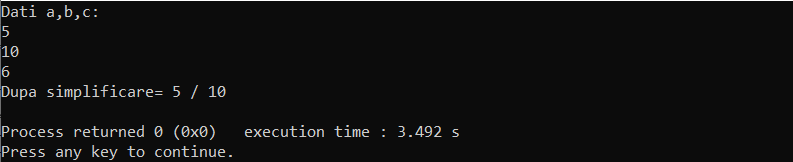 Dati a,b,c:
5
10
6
Dupa simplificare= 5 / 10
Process returned 0 (0x0)   execution time : 3.492 s
Press any key to continue.